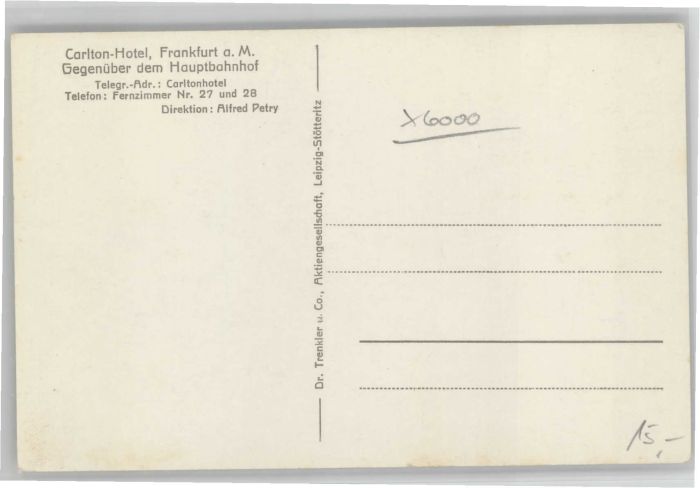 Carlton-Hotel, Frankfurt a. M.
Gegenüber dem Hauptbahnhof
Telegr.-Adr.: Carltonhotel
Telefon: Fernzimmer Nr. 27 und 28
Direktion: Alfred Petry
Dr. Trenkler u. Co., Aktiengesellschaft, Leipzig-Stötteritz
X6000
15,-